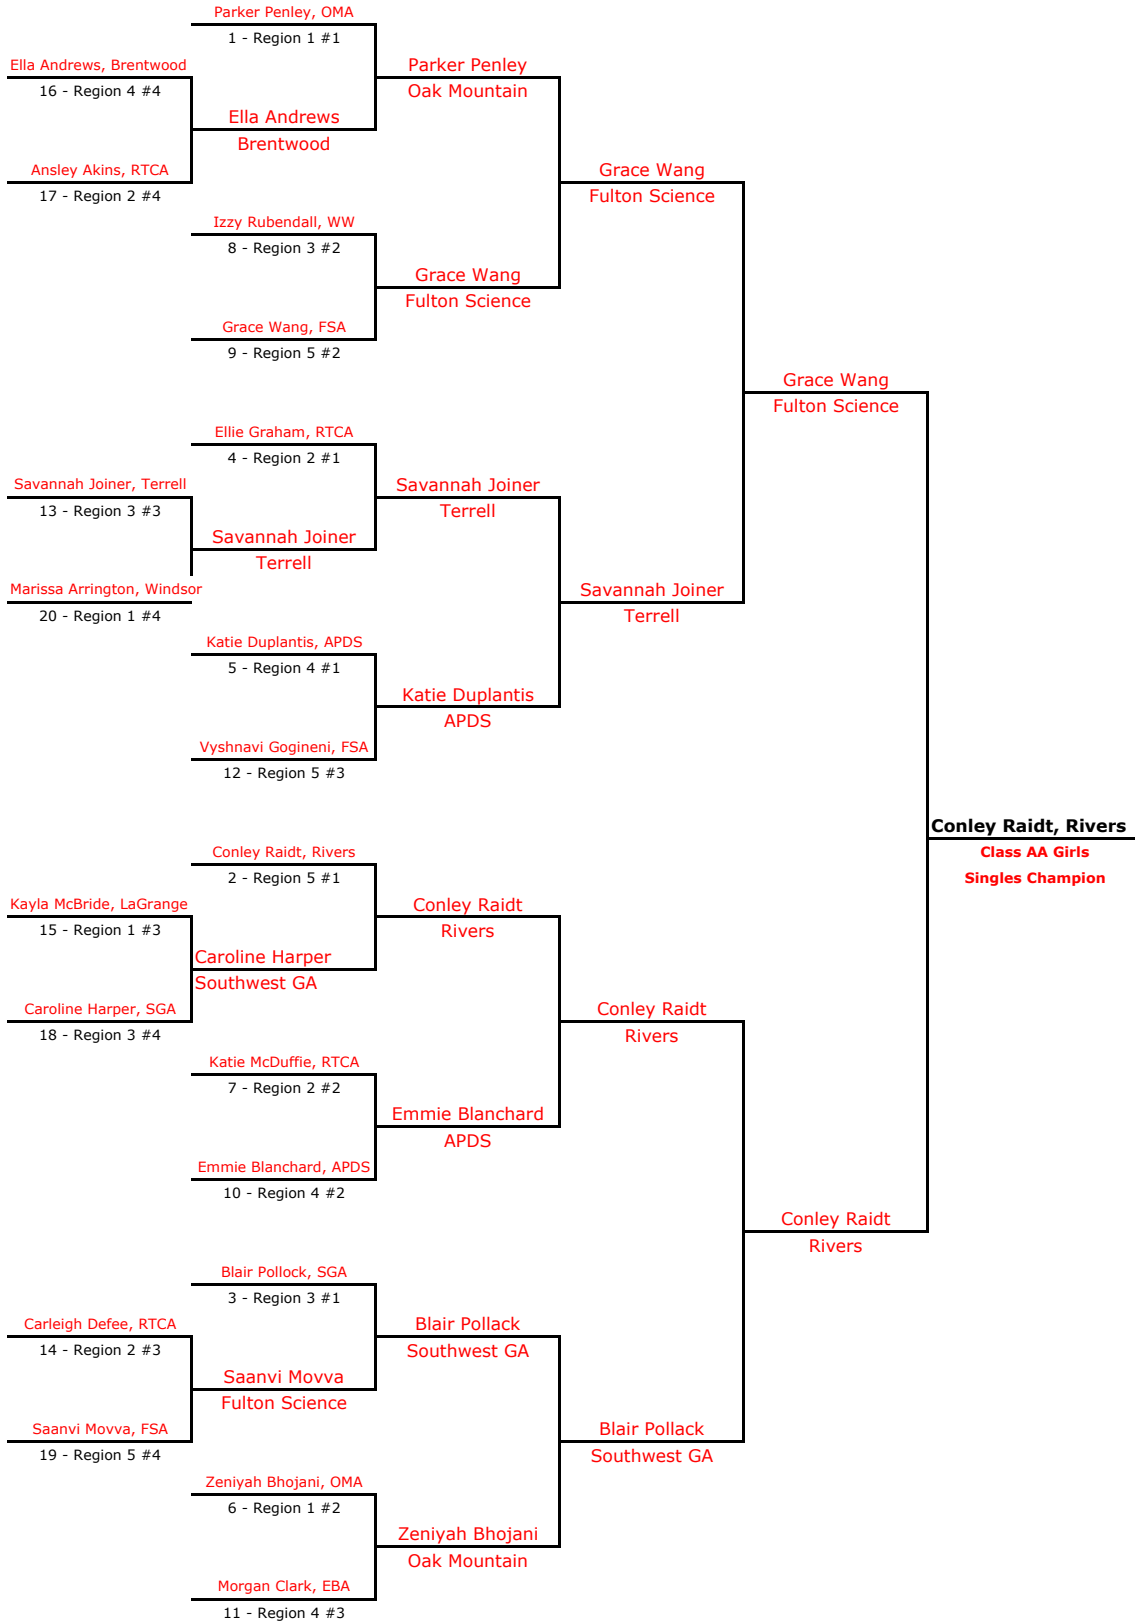 Parker Penley, OMA
1 - Region 1 #1
Ella Andrews, Brentwood
16 - Region 4 #4
Parker Penley
Oak Mountain
Ella Andrews
Brentwood
Ansley Akins, RTCA
17 - Region 2 #4
Grace Wang
Fulton Science
Izzy Rubendall, WW
8 - Region 3 #2
Grace Wang
Fulton Science
Grace Wang, FSA
9 - Region 5 #2
Grace Wang
Fulton Science
Ellie Graham, RTCA
4 - Region 2 #1
Savannah Joiner, Terrell
13 - Region 3 #3
Savannah Joiner
Terrell
Savannah Joiner
Terrell
Marissa Arrington, Windsor
20 - Region 1 #4
Savannah Joiner
Terrell
Katie Duplantis, APDS
5 - Region 4 #1
Katie Duplantis
APDS
Vyshnavi Gogineni, FSA
12 - Region 5 #3
Conley Raidt, Rivers
Class AA Girls
Singles Champion
Conley Raidt, Rivers
2 - Region 5 #1
Kayla McBride, LaGrange
15 - Region 1 #3
Conley Raidt
Rivers
Caroline Harper
Southwest GA
Caroline Harper, SGA
18 - Region 3 #4
Conley Raidt
Rivers
Katie McDuffie, RTCA
7 - Region 2 #2
Emmie Blanchard
APDS
Emmie Blanchard, APDS
10 - Region 4 #2
Conley Raidt
Rivers
Blair Pollock, SGA
3 - Region 3 #1
Carleigh Defee, RTCA
14 - Region 2 #3
Blair Pollack
Southwest GA
Saanvi Movva
Fulton Science
Saanvi Movva, FSA
19 - Region 5 #4
Blair Pollack
Southwest GA
Zeniyah Bhojani, OMA
6 - Region 1 #2
Zeniyah Bhojani
Oak Mountain
Morgan Clark, EBA
11 - Region 4 #3